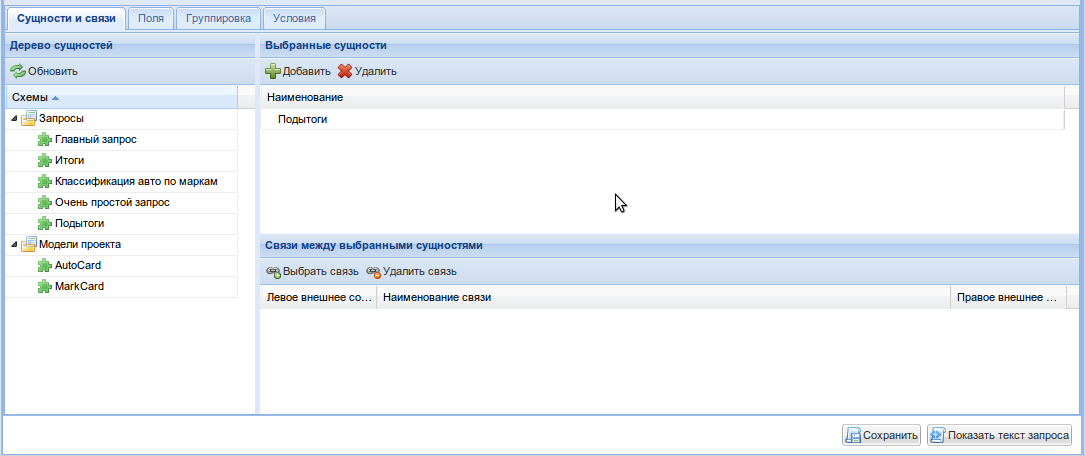 Сущности и связи Поля Группировка Условия
Дерево сущностей
Обновить
Схемы
Запросы
Главный запрос
Итоги
Классификация авто по маркам
Очень простой запрос
Подытоги
Модели проекта
AutoCard
MarkCard
Выбранные сущности
Добавить Удалить
Наименование
Подытоги
Связи между выбранными сущностями
Выбрать связь Удалить связь
Левое внешнее со... Наименование связи Правое внешнее ...
Сохранить Показать текст запроса